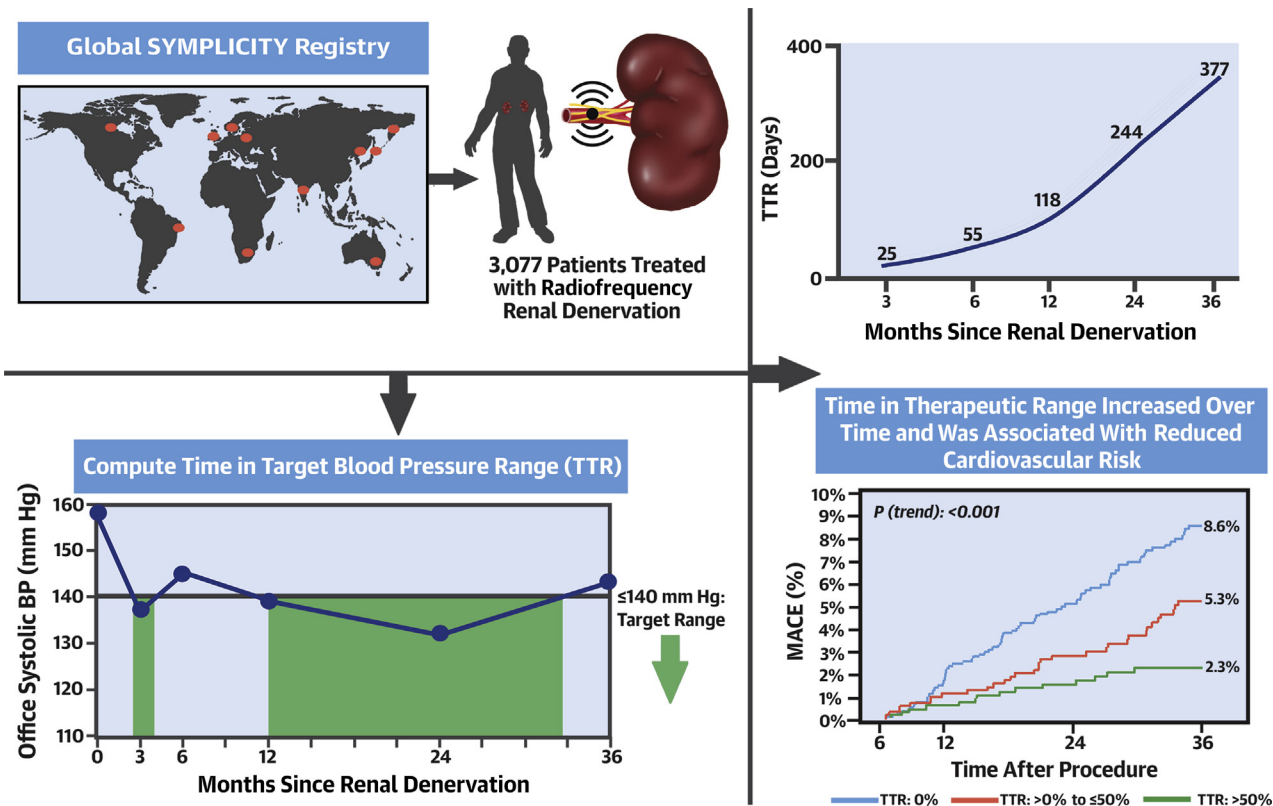 Global SYMPLICITY Registry
3,077 Patients Treated
with Radiofrequency
Renal Denervation
400
200
0
TTR (Days)
25
55
118
244
377
3 6 12 24 36
Months Since Renal Denervation
Compute Time in Target Blood Pressure Range (TTR)
Office Systolic BP (mm Hg)
160
150
140
130
120
110
0 3 6 12 24 36
Months Since Renal Denervation
≤140 mm Hg:
Target Range
Time in Therapeutic Range Increased Over
Time and Was Associated With Reduced
Cardiovascular Risk
MACE (%)
10%
9%
8%
7%
6%
5%
4%
3%
2%
1%
0%
P (trend): <0.001
8.6%
5.3%
2.3%
6 12 24 36
Time After Procedure
TTR: 0% TTR: >0% to ≤50% TTR: >50%